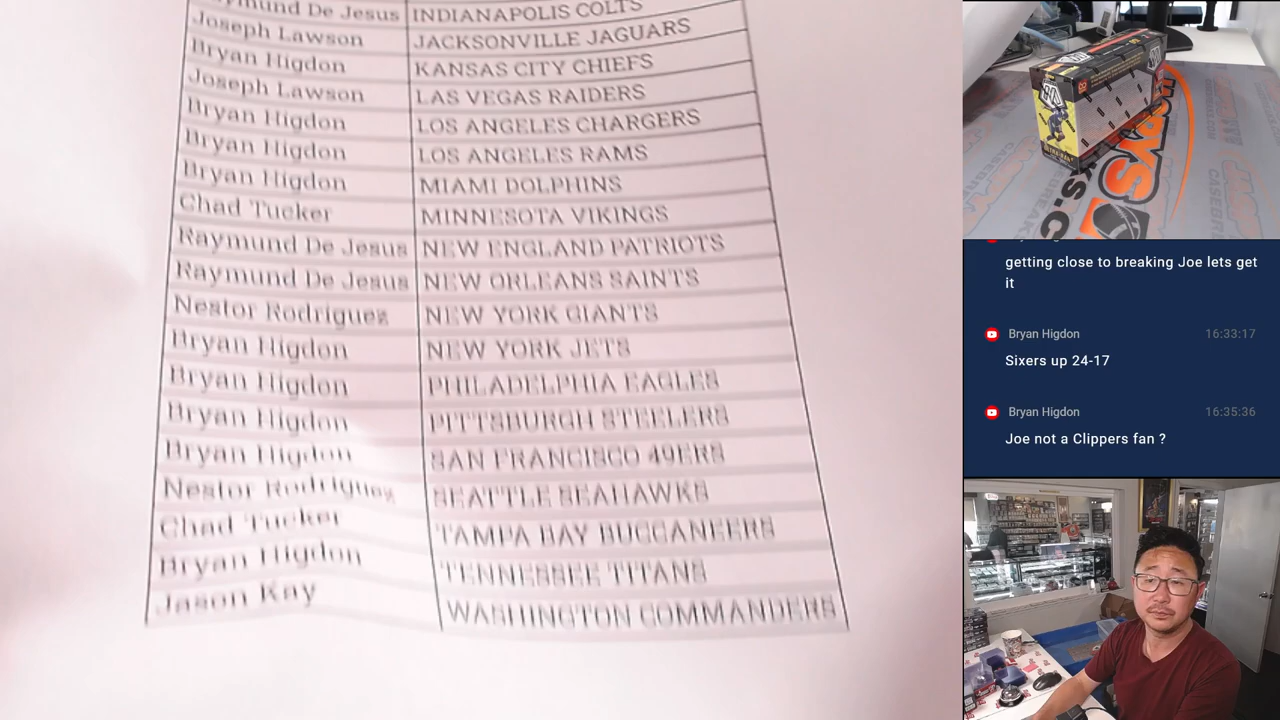 Raymund De Jesus INDIANAPOLIS COLTS
Joseph Lawson JACKSONVILLE JAGUARS
Bryan Higdon KANSAS CITY CHIEFS
Joseph Lawson LAS VEGAS RAIDERS
Bryan Higdon LOS ANGELES CHARGERS
Bryan Higdon LOS ANGELES RAMS
Bryan Higdon MIAMI DOLPHINS
Chad Tucker MINNESOTA VIKINGS
Raymund De Jesus NEW ENGLAND PATRIOTS
Raymund De Jesus NEW ORLEANS SAINTS
Nestor Rodriguez NEW YORK GIANTS
Bryan Higdon NEW YORK JETS
Bryan Higdon PHILADELPHIA EAGLES
Bryan Higdon PITTSBURGH STEELERS
Bryan Higdon SAN FRANCISCO 49ERS
Nestor Rodriguez SEATTLE SEAHAWKS
Chad Tucker TAMPA BAY BUCCANEERS
Bryan Higdon TENNESSEE TITANS
Jason Kay WASHINGTON COMMANDERS
getting close to breaking Joe lets get
it
Bryan Higdon 16:33:17
Sixers up 24-17
Bryan Higdon 16:35:36
Joe not a Clippers fan ?